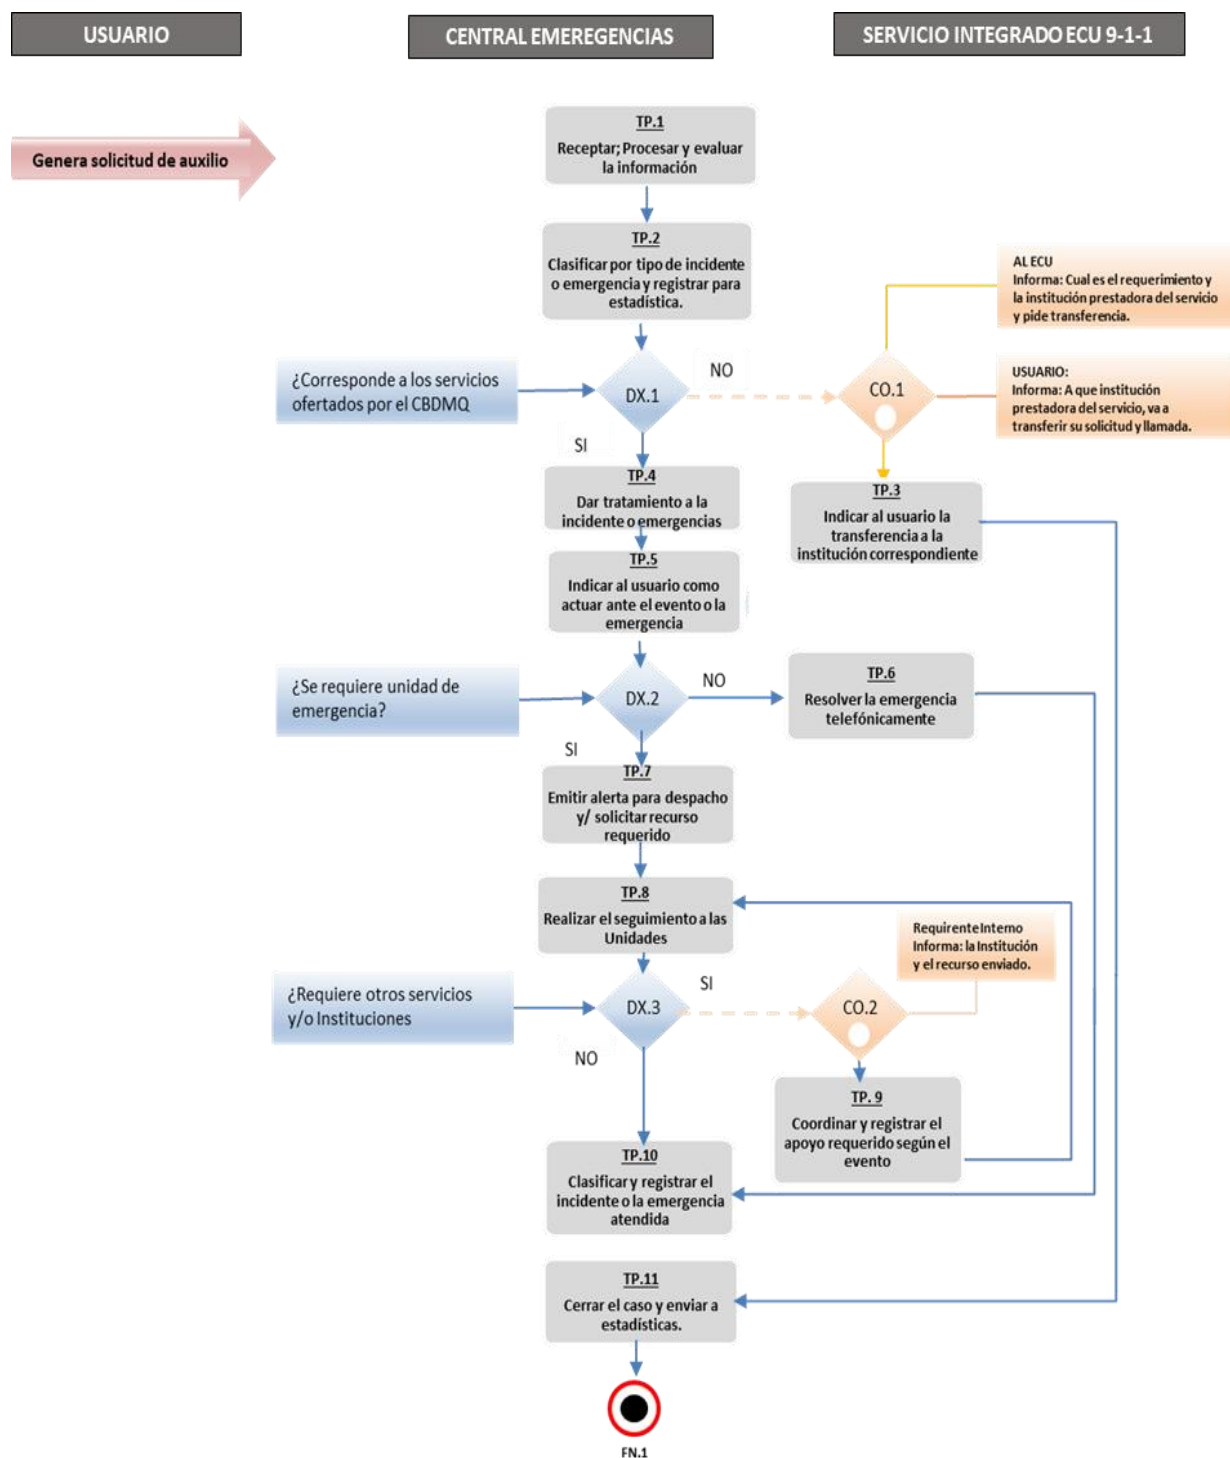 USUARIO
CENTRAL EMEREGENCIAS
SERVICIO INTEGRADO ECU 9-1-1
Genera solicitud de auxilio
TP.1
Receptar; Procesar y evaluar
la información
TP.2
Clasificar por tipo de incidente
o emergencia y registrar para
estadística.
AL ECU
Informa: Cual es el requerimiento y
la institución prestadora del servicio
y pide transferencia.
¿Corresponde a los servicios
ofertados por el CBDMQ
DX.1
NO
CO.1
USUARIO:
Informa: A que institución
prestadora del servicio, va a
transferir su solicitud y llamada.
SI
TP.4
Dar tratamiento a la
incidente o emergencias
TP.3
Indicar al usuario la
transferencia a la
institución correspondiente
TP.5
Indicar al usuario como
actuar ante el evento o la
emergencia
¿Se requiere unidad de
emergencia?
DX.2
NO
TP.6
Resolver la emergencia
telefónicamente
SI
TP.7
Emitir alerta para despacho
y/ solicitar recurso
requerido
TP.8
Realizar el seguimiento a las
Unidades
Requirente Interno
Informa: la Institución
y el recurso enviado.
¿Requiere otros servicios
y/o Instituciones
DX.3
SI
CO.2
NO
TP. 9
Coordinar y registrar el
apoyo requerido según el
evento
TP.10
Clasificar y registrar el
incidente o la emergencia
atendida
TP.11
Cerrar el caso y enviar a
estadísticas.
FN.1